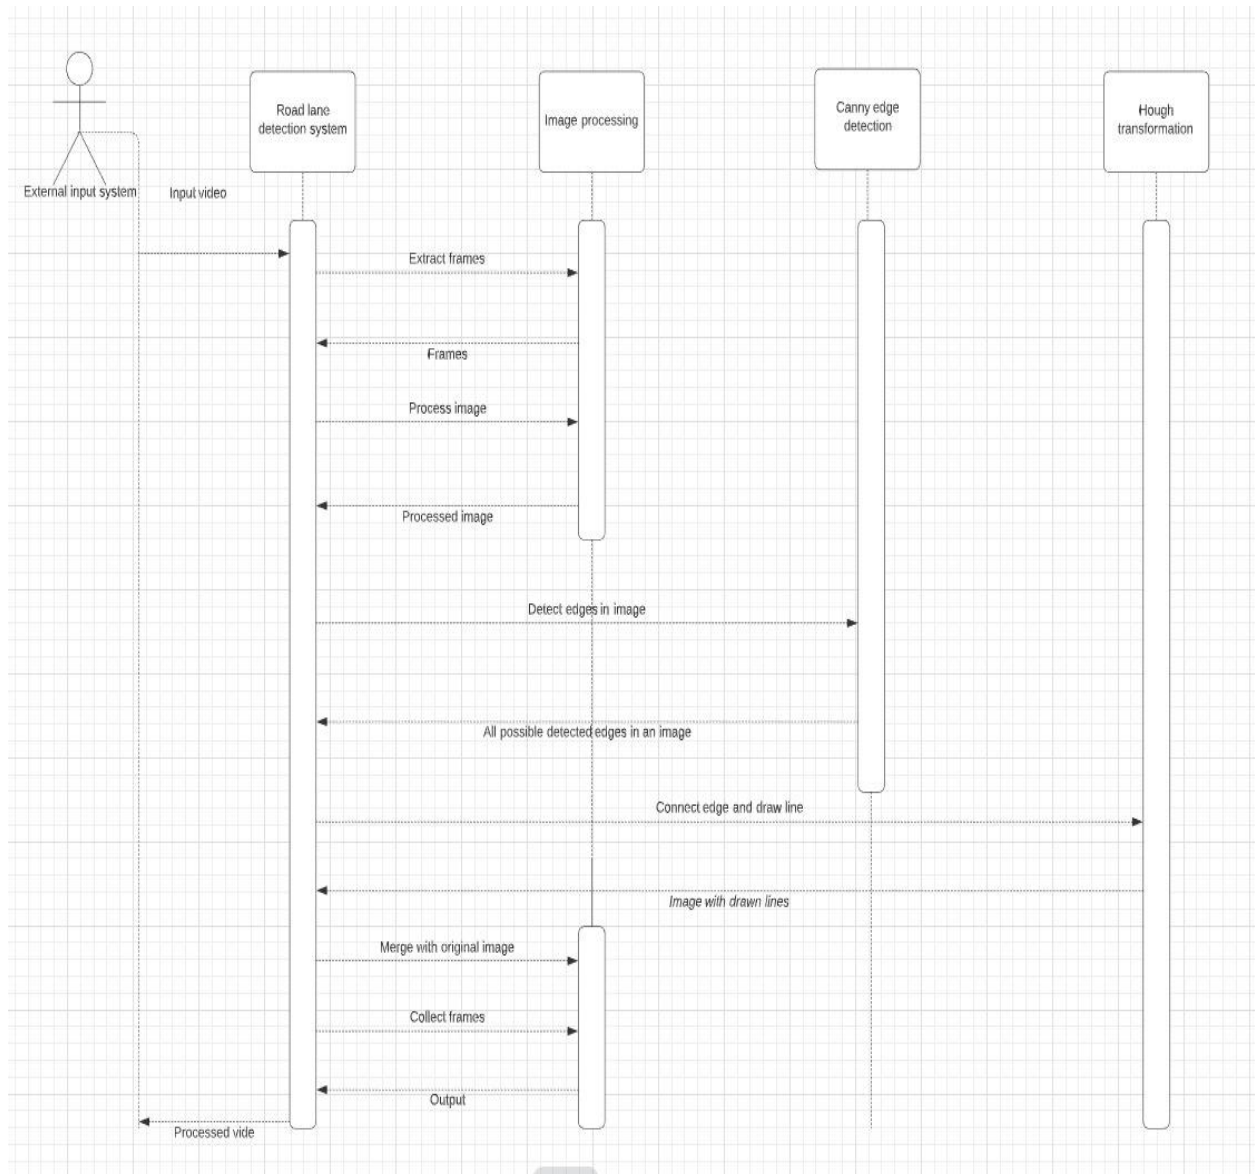 Road lane
detection system
Image processing
Canny edge
detection
Hough
transformation
External input system
Input video
Extract frames
Frames
Process image
Processed image
Detect edges in image
All possible detected edges in an image
Connect edge and draw line
Image with drawn lines
Merge with original image
Collect frames
Output
Processed vide